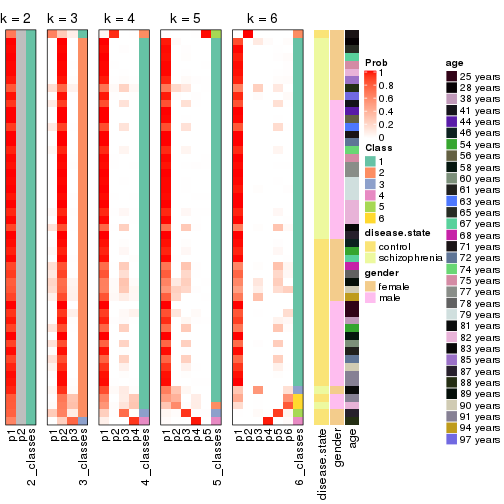 k = 2 k = 3 k = 4 k = 5 k = 6
p1 p2 2_classes p1 p2 p3 3_classes p1 p2 p3 p4 4_classes p1 p2 p3 p4 p5 5_classes p1 p2 p3 p4 p5 p6 6_classes disease.state gender age
Prob
1
0.8
0.6
0.4
0.2
0
Class
1
2
3
4
5
6
disease.state
control
schizophrenia
gender
female
male
age
25 years
28 years
38 years
41 years
44 years
46 years
54 years
56 years
58 years
60 years
61 years
63 years
65 years
67 years
68 years
71 years
72 years
74 years
75 years
77 years
78 years
79 years
81 years
82 years
83 years
85 years
87 years
88 years
89 years
90 years
91 years
94 years
97 years